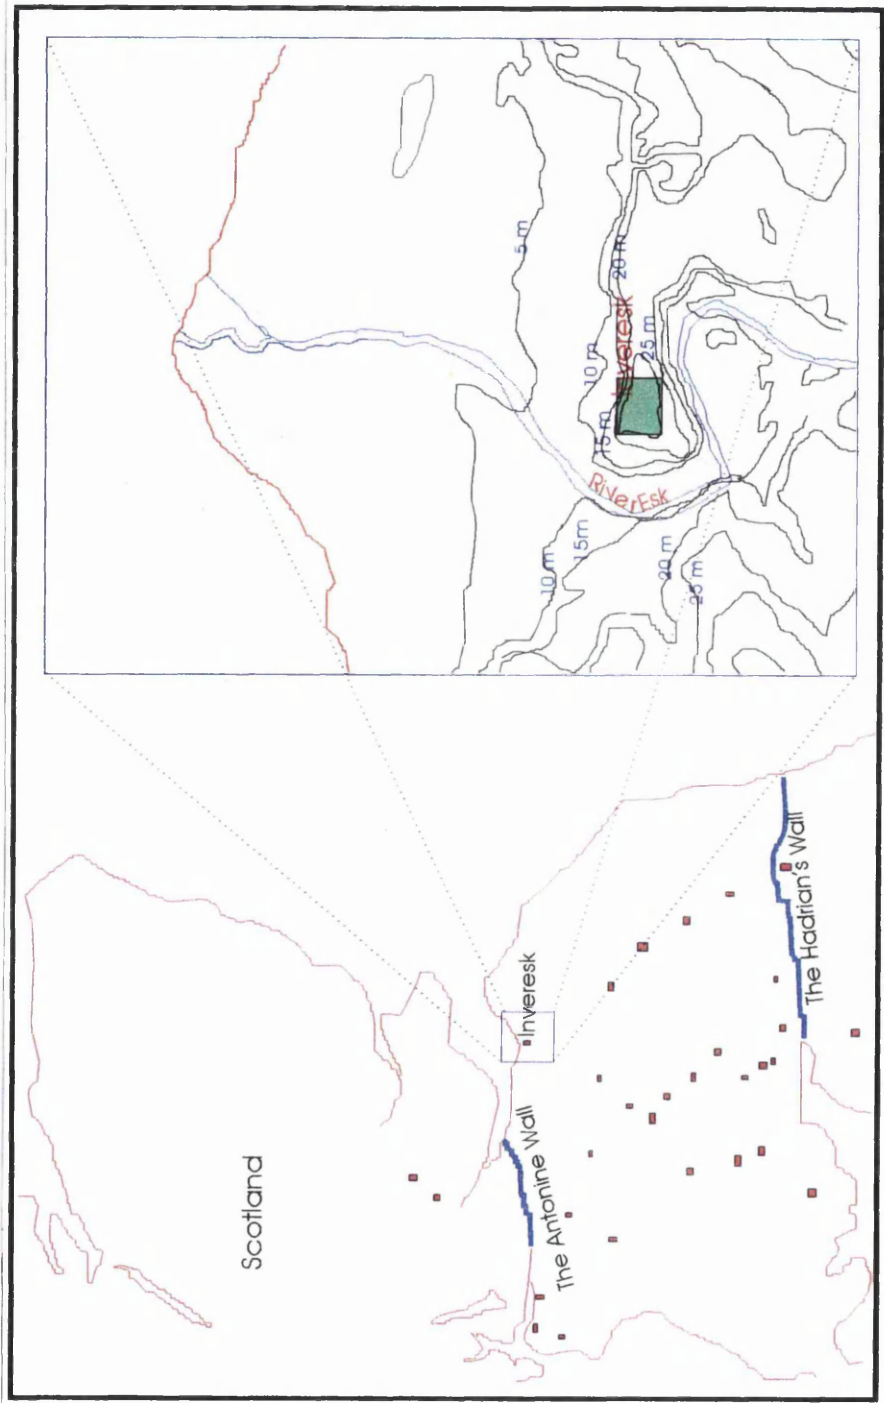 Scotland
The Antonine Wall
Inveresk
The Hadrian's Wall
5 m
10 m
20 m
Inveresk
15 m
25 m
River Esk
10 m
15m
20 m
25 m